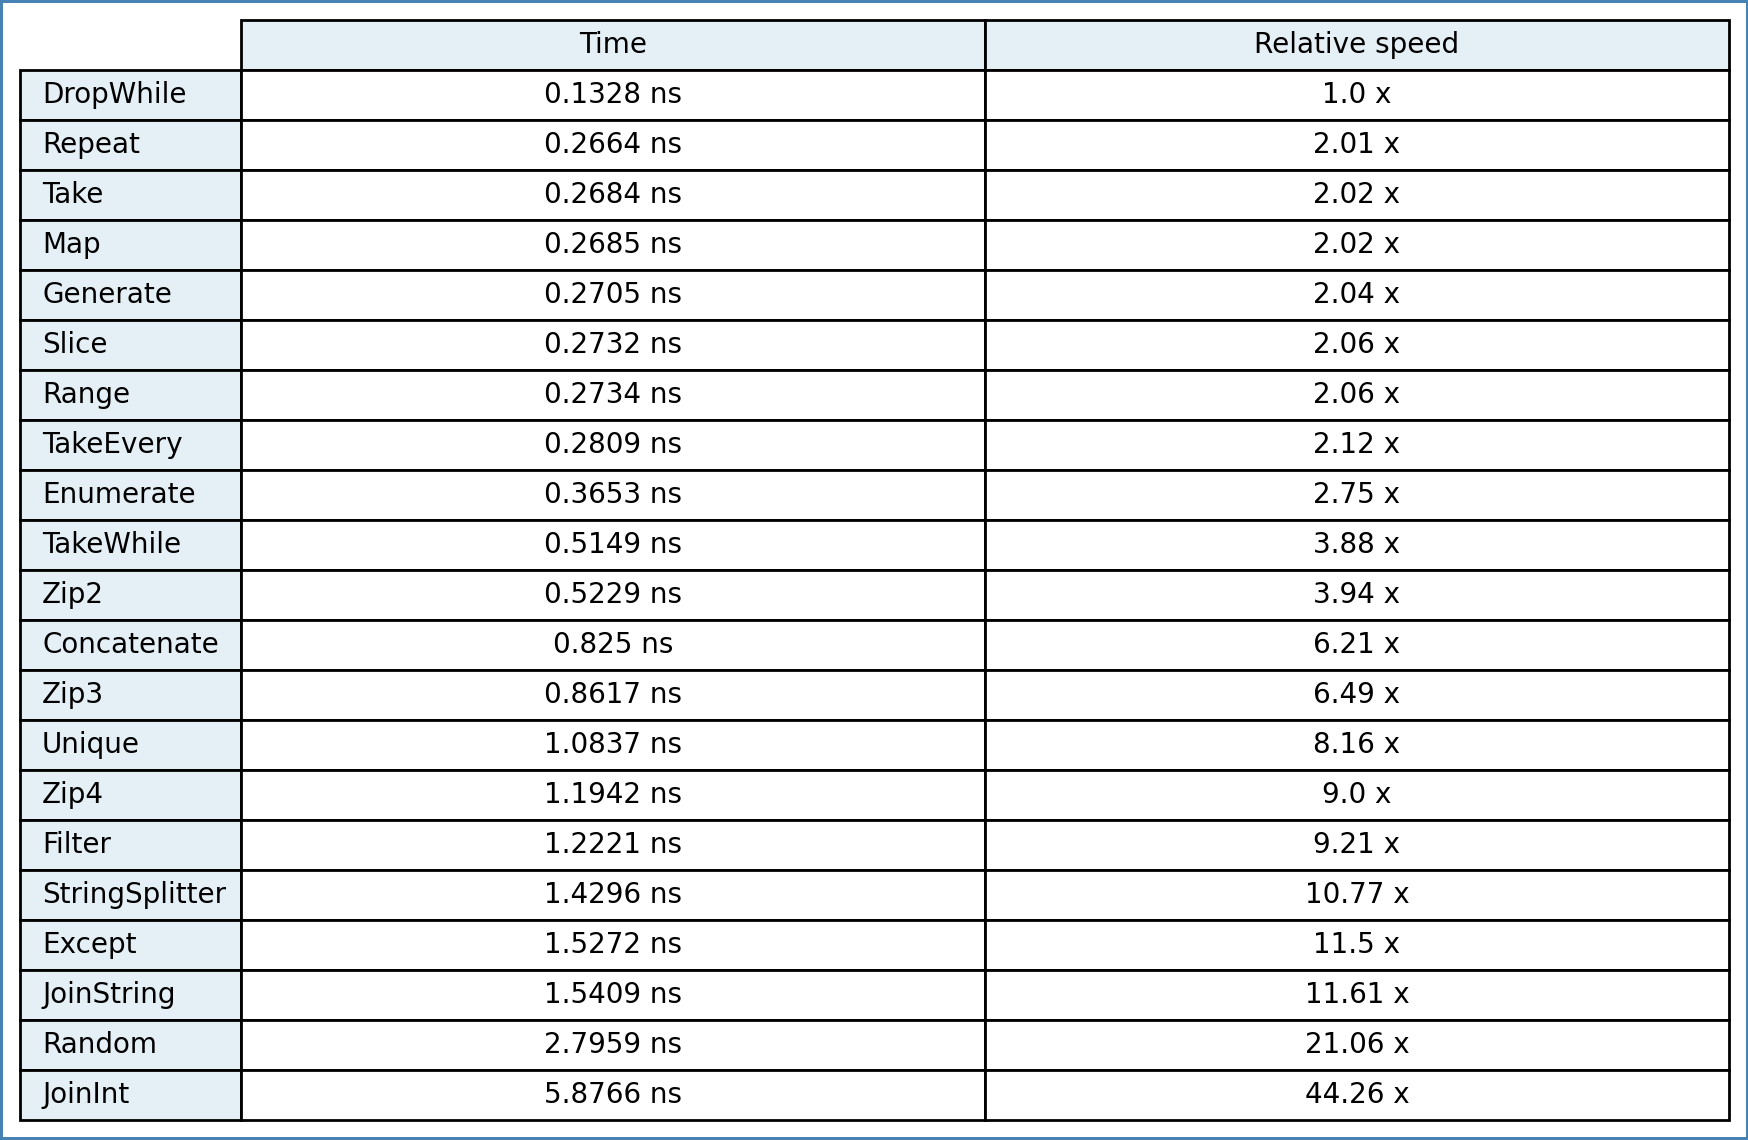 Time Relative speed
DropWhile 0.1328 ns 1.0 x
Repeat 0.2664 ns 2.01 x
Take 0.2684 ns 2.02 x
Map 0.2685 ns 2.02 x
Generate 0.2705 ns 2.04 x
Slice 0.2732 ns 2.06 x
Range 0.2734 ns 2.06 x
TakeEvery 0.2809 ns 2.12 x
Enumerate 0.3653 ns 2.75 x
TakeWhile 0.5149 ns 3.88 x
Zip2 0.5229 ns 3.94 x
Concatenate 0.825 ns 6.21 x
Zip3 0.8617 ns 6.49 x
Unique 1.0837 ns 8.16 x
Zip4 1.1942 ns 9.0 x
Filter 1.2221 ns 9.21 x
StringSplitter 1.4296 ns 10.77 x
Except 1.5272 ns 11.5 x
JoinString 1.5409 ns 11.61 x
Random 2.7959 ns 21.06 x
JoinInt 5.8766 ns 44.26 x